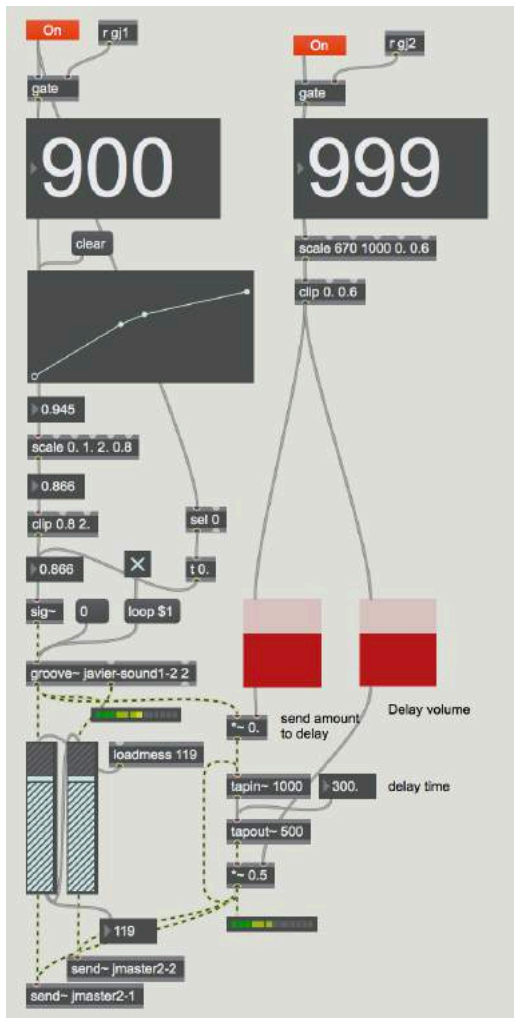 On
r gj1
gate
900
clear
0.945
scale 0. 1. 2. 0.8
0.866
clip 0.8 2.
0.866
sel 0
t 0.
sig~
0
loop $1
groove~ javier-sound1-2 2
loadmess 119
119
send~ jmaster2-2
send~ jmaster2-1
On
r gj2
gate
999
scale 670 1000 0. 0.6
clip 0. 0.6
*~ 0.
send amount
to delay
Delay volume
tapin~ 1000
300.
delay time
tapout~ 500
*~ 0.5